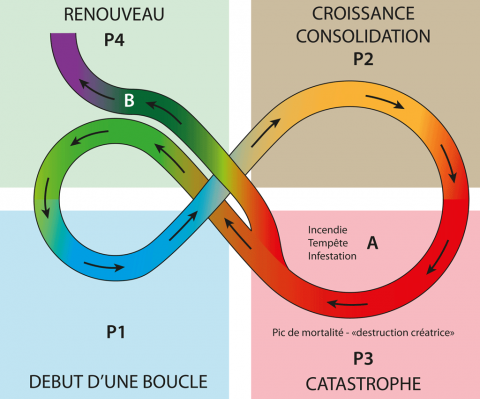 RENOUVEAU
P4
CROISSANCE
CONSOLIDATION
P2
B
Incendie
Tempête
Infestation
A
Pic de mortalité - «destruction créatrice»
P1
P3
DEBUT D'UNE BOUCLE
CATASTROPHE